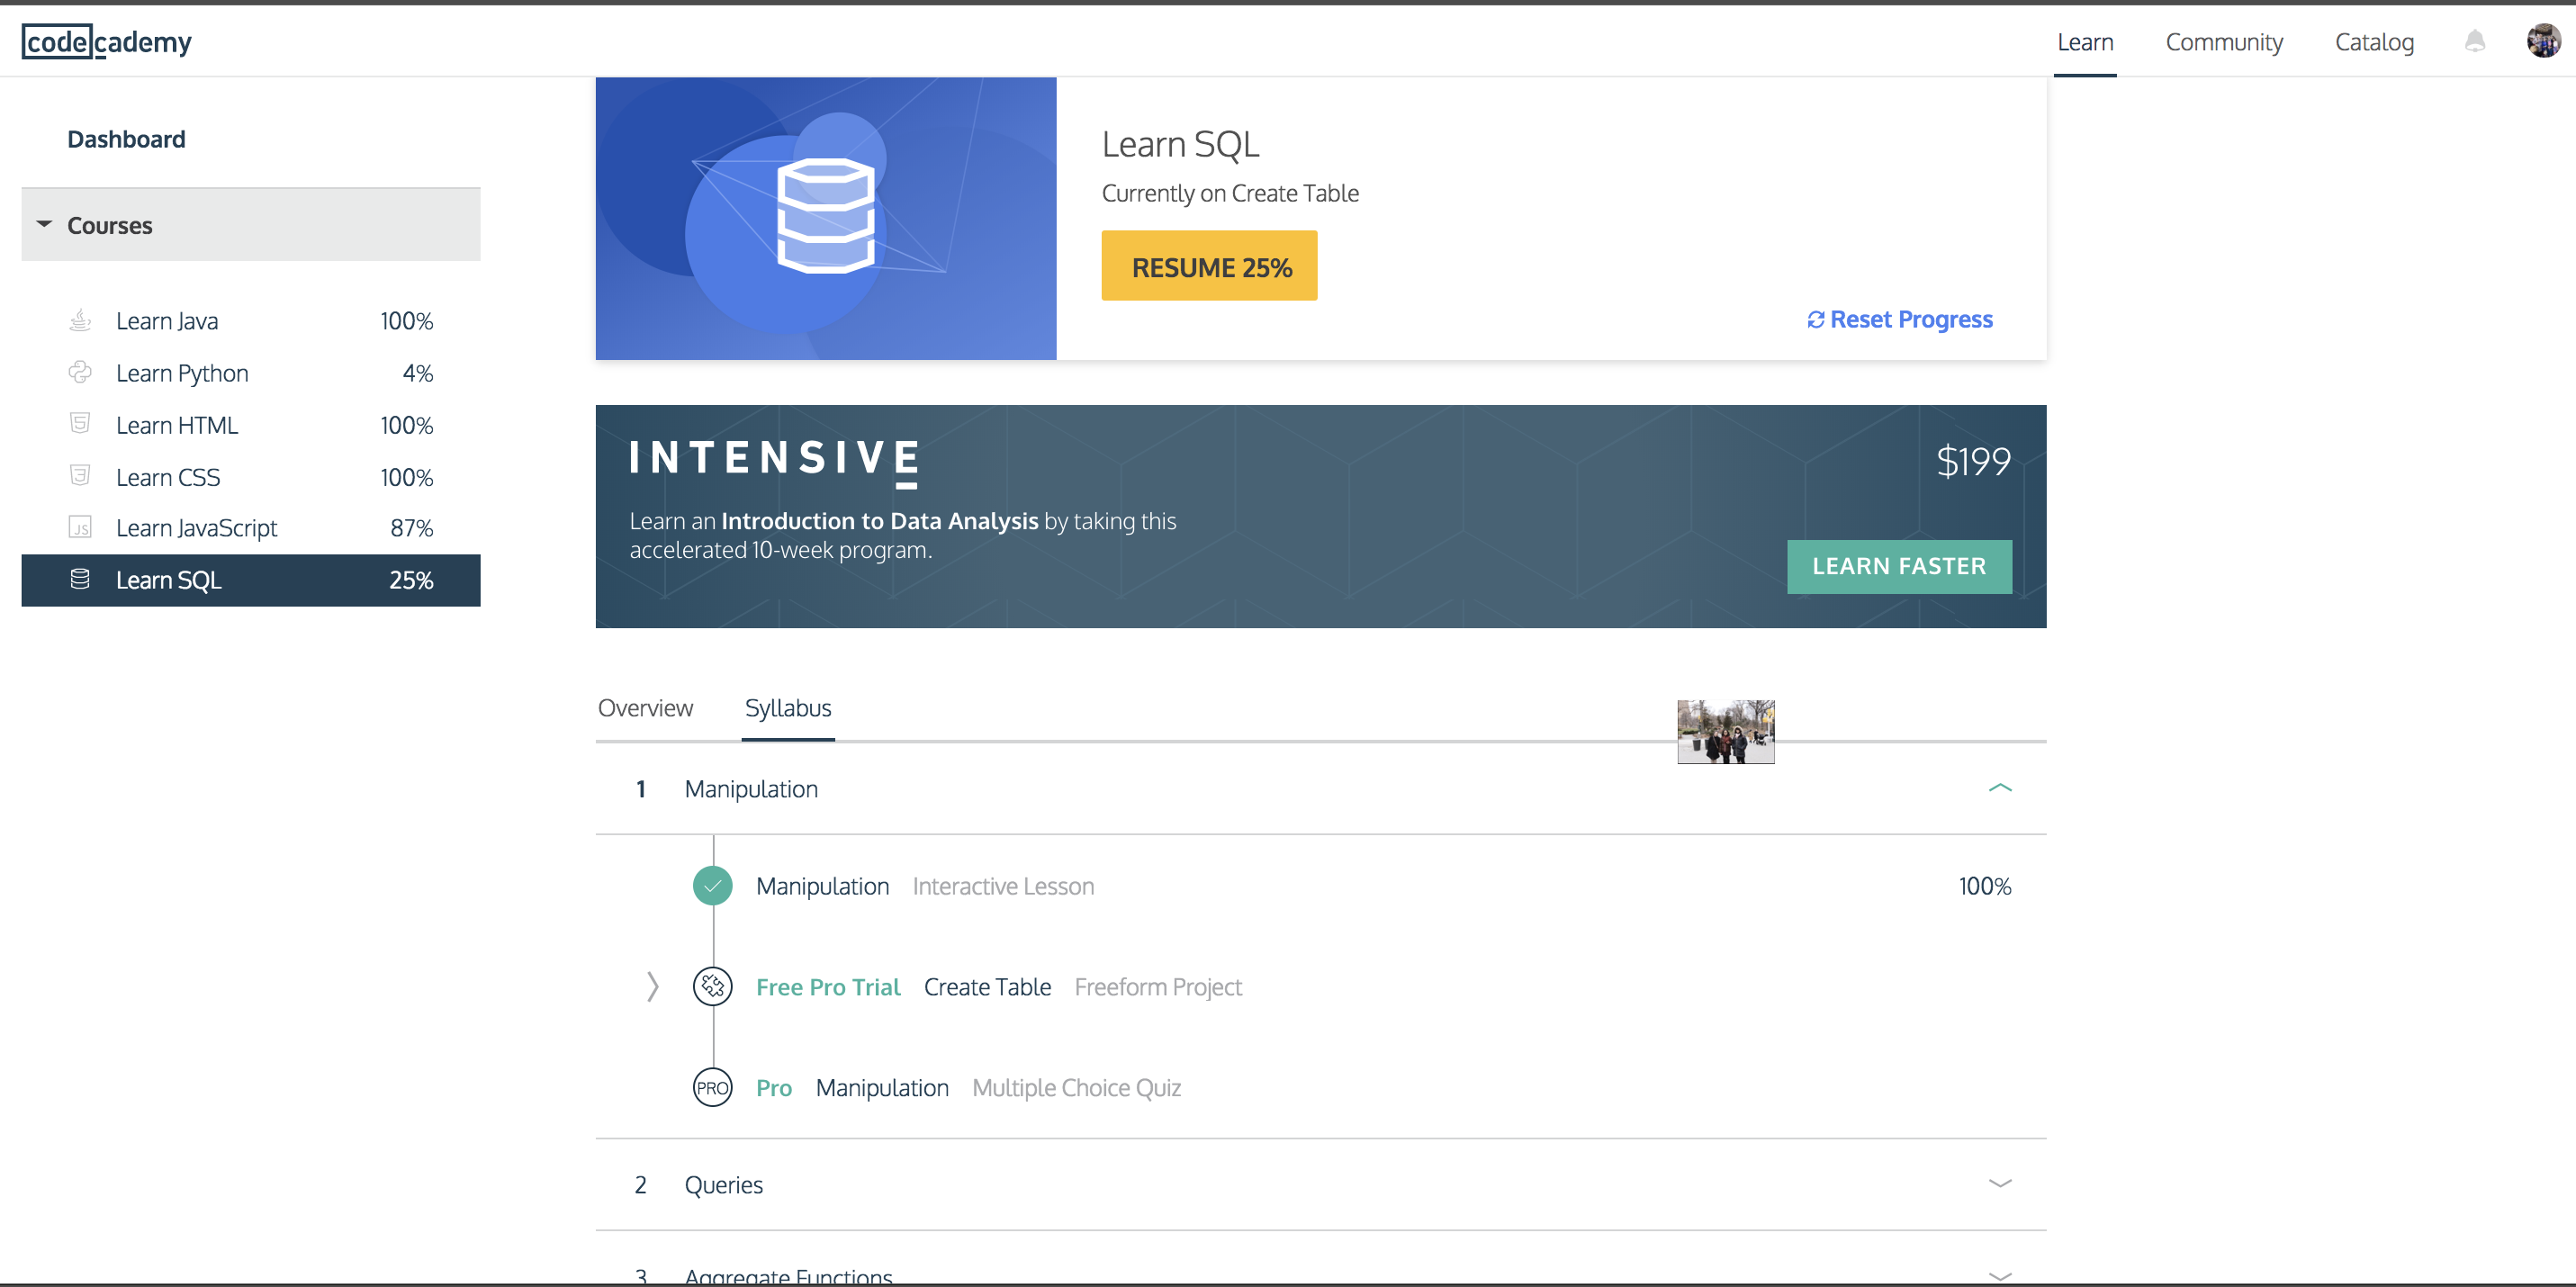 codecademy
Learn Community Catalog
Dashboard
Courses
Learn Java 100%
Learn Python 4%
Learn HTML 100%
Learn CSS 100%
Learn JavaScript 87%
Learn SQL 25%
Learn SQL
Currently on Create Table
RESUME 25%
Reset Progress
INTENSIVE
$199
Learn an Introduction to Data Analysis by taking this
accelerated 10-week program.
LEARN FASTER
Overview Syllabus
1 Manipulation
Manipulation Interactive Lesson 100%
Free Pro Trial Create Table Freeform Project
PRO Pro Manipulation Multiple Choice Quiz
2 Queries
3 Aggregate Functions